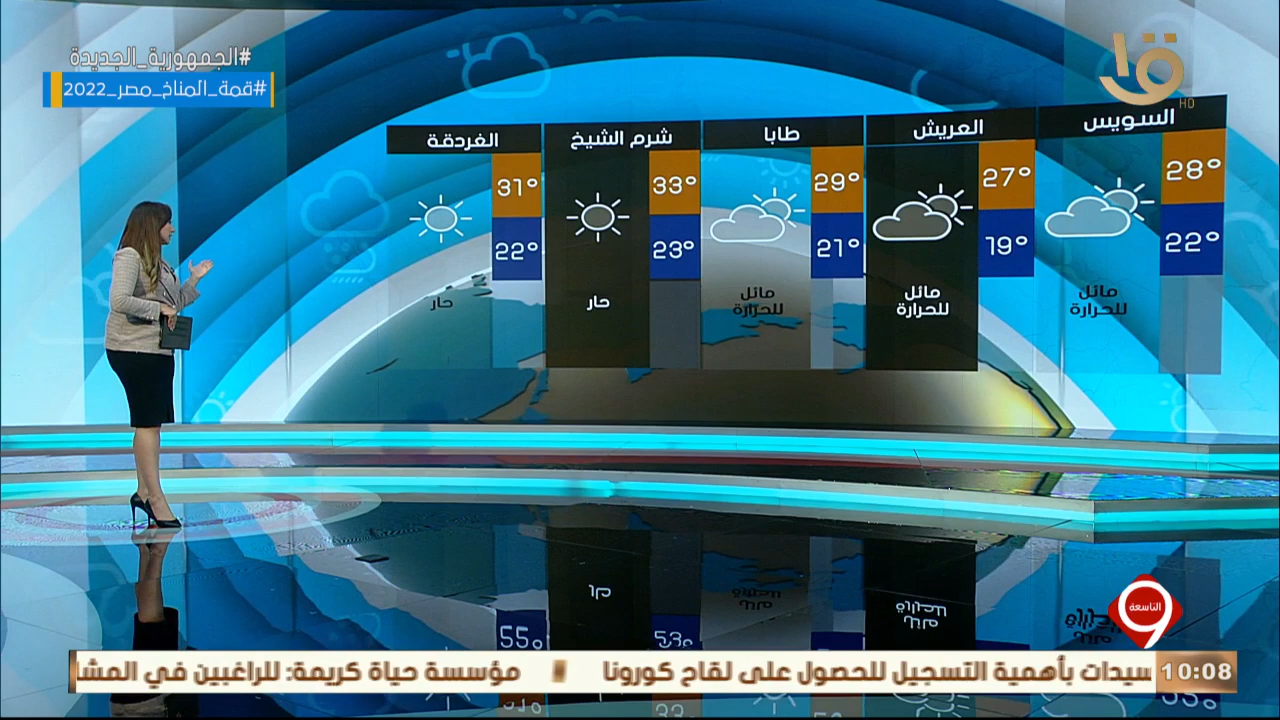 #الجمهورية_الجديدة
#قمة_المناخ_مصر_2022
HD
السويس
28°
22°
مائل
للحرارة
العريش
27°
19°
مائل
للحرارة
طابا
29°
21°
مائل
للحرارة
شرم الشيخ
33°
23°
حار
الغردقة
31°
22°
حار
التاسعة
9
10:08
سيدات بأهمية التسجيل للحصول على لقاح كورونا
مؤسسة حياة كريمة: للراغبين في المشا